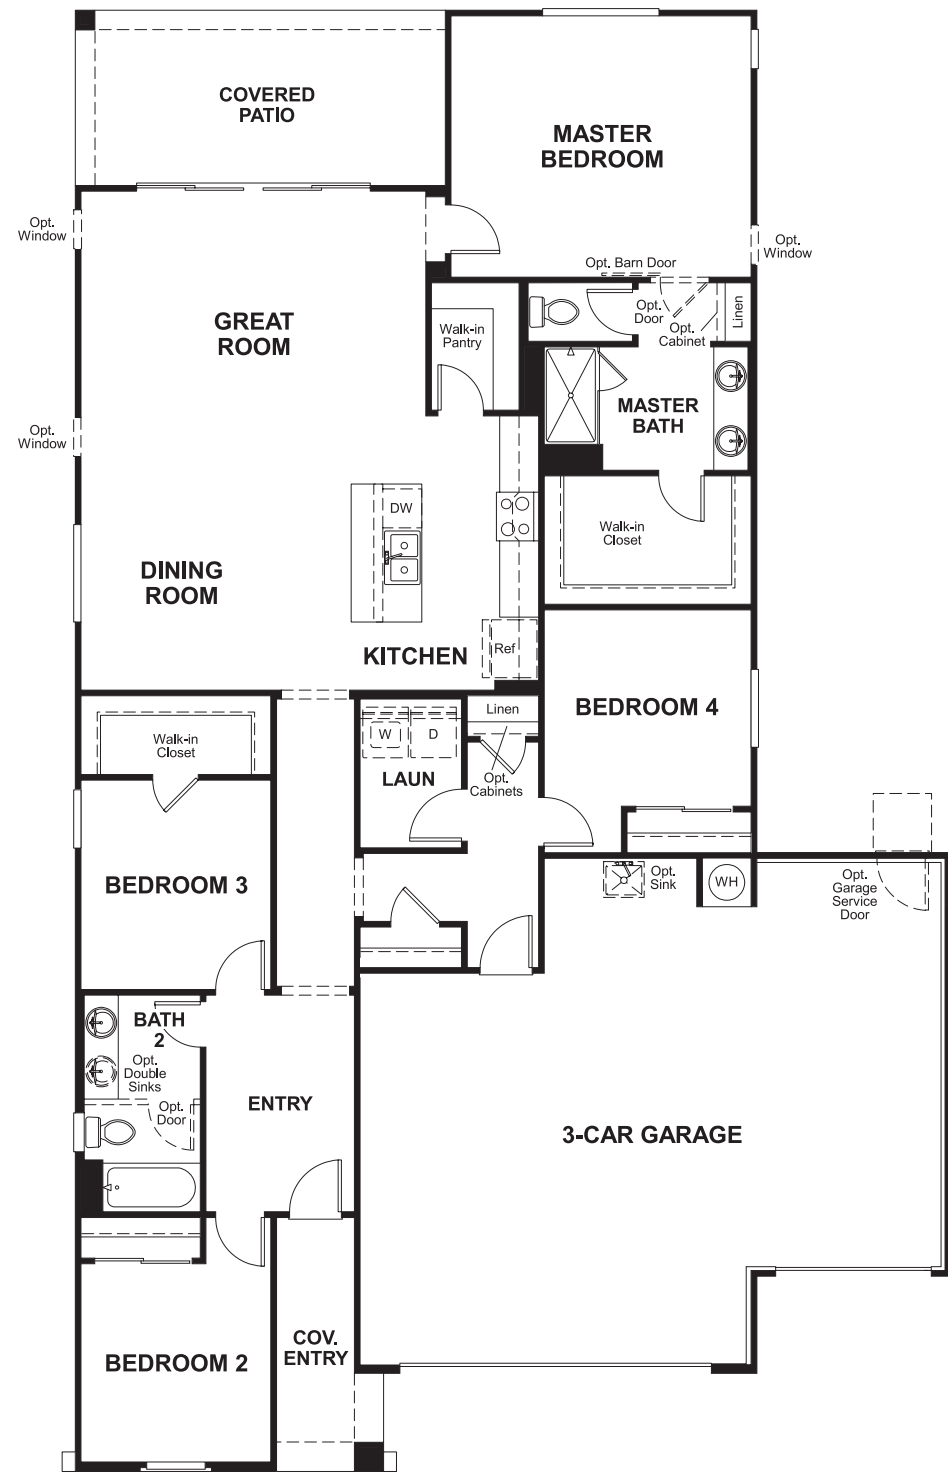 COVERED
PATIO
MASTER
BEDROOM
Opt.
Window
Opt.
Window
Opt. Barn Door
GREAT
ROOM
Walk-in
Pantry
Opt.
Door
Opt.
Cabinet
Linen
MASTER
BATH
Opt.
Window
DW
Walk-in
Closet
DINING
ROOM
KITCHEN
Ref
Walk-in
Closet
W
D
LAUN
Linen
Opt.
Cabinets
BEDROOM 4
BEDROOM 3
Opt.
Sink
WH
Opt.
Garage
Service
Door
BATH
2
Opt.
Double
Sinks
Opt.
Door
ENTRY
3-CAR GARAGE
COV.
ENTRY
BEDROOM 2